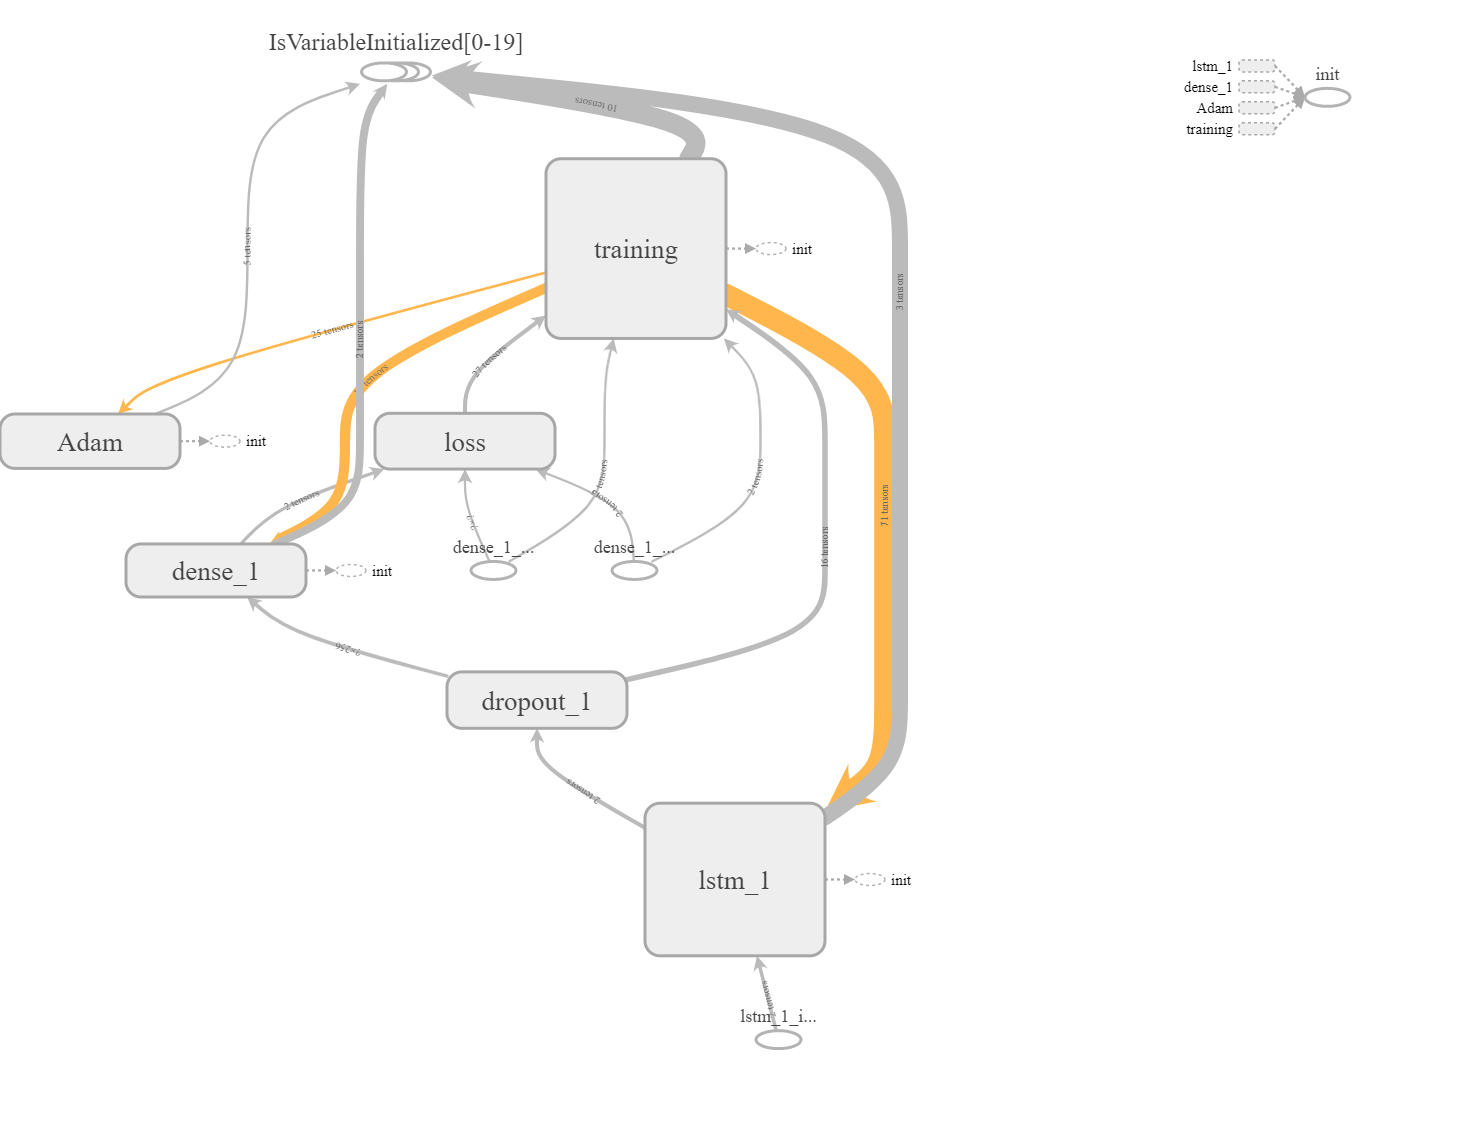 IsVariableInitialized[0-19]
lstm_1
dense_1
Adam
training
init
10 tensors
5 tensors
training
init
3 tensors
25 tensors
2 tensors
tensors
27 tensors
Adam
init
loss
2 tensors
?×?
tensors
2 tensors
2 tensors
71 tensors
16 tensors
dense_1_...
dense_1_...
dense_1
init
?×256
dropout_1
2 tensors
lstm_1
init
tensors
lstm_1_i...